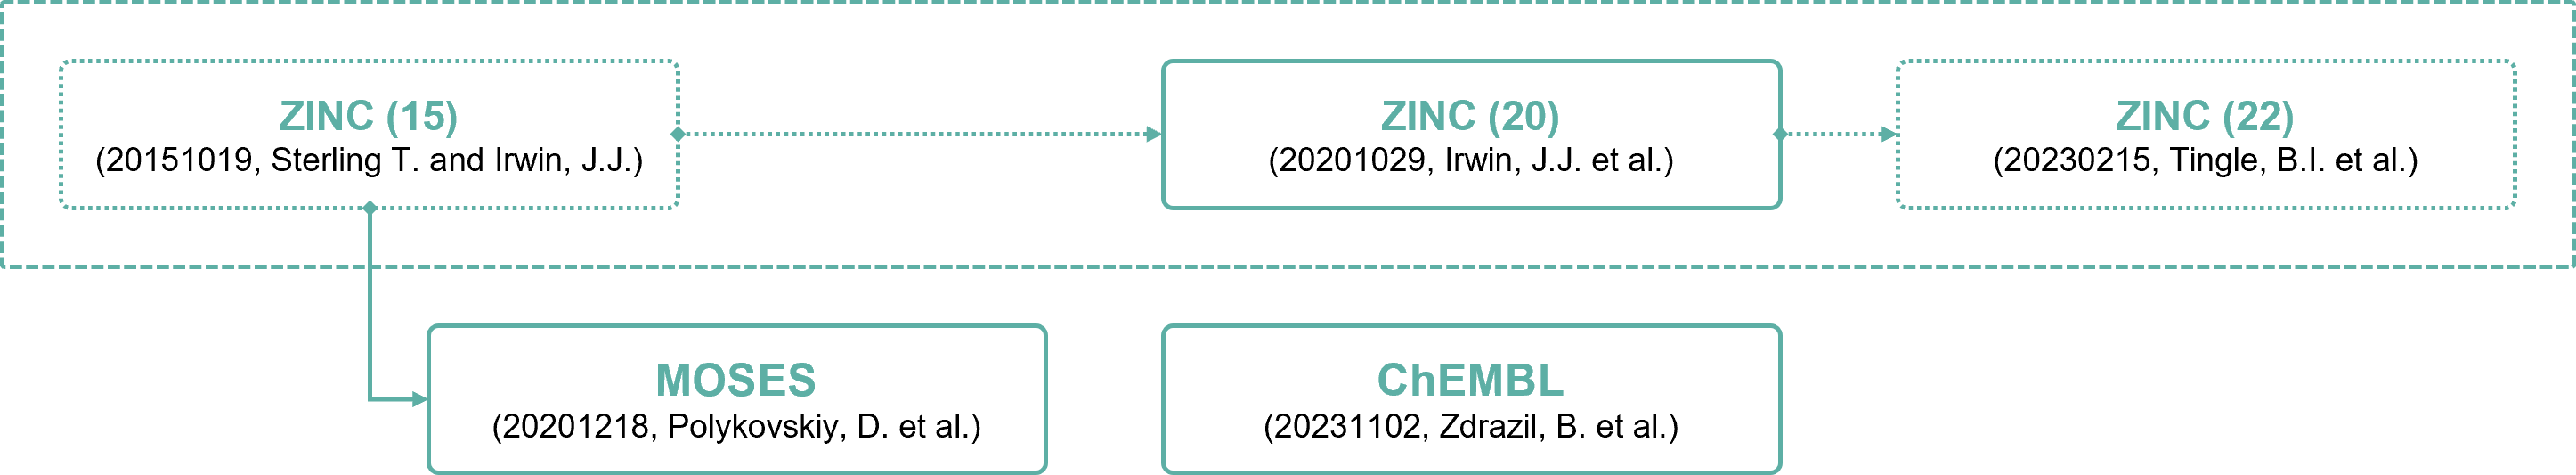 ZINC (15)
(20151019, Sterling T. and Irwin, J.J.)
ZINC (20)
(20201029, Irwin, J.J. et al.)
ZINC (22)
(20230215, Tingle, B.I. et al.)
MOSES
(20201218, Polykovskiy, D. et al.)
ChEMBL
(20231102, Zdrazil, B. et al.)